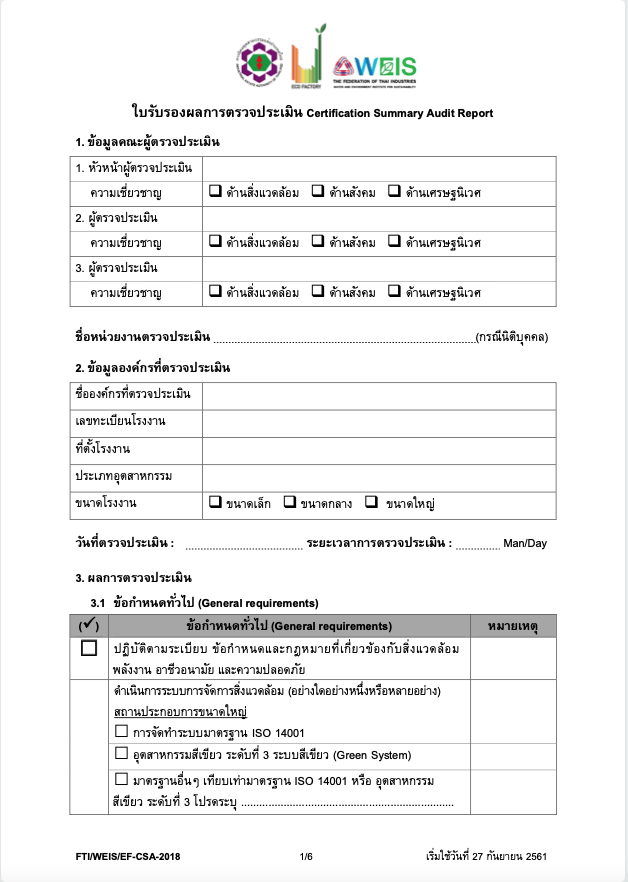 ECO FACTORY
WEIS
THE FEDERATION OF THAI INDUSTRIES
WATER AND ENVIRONMENT INSTITUTE FOR SUSTAINABILITY
ใบรับรองผลการตรวจประเมิน Certification Summary Audit Report
1. ข้อมูลคณะผู้ตรวจประเมิน
1. หัวหน้าผู้ตรวจประเมิน
ความเชี่ยวชาญ ❑ ด้านสิ่งแวดล้อม ❑ ด้านสังคม ❑ ด้านเศรษฐนิเวศ
2. ผู้ตรวจประเมิน
ความเชี่ยวชาญ ❑ ด้านสิ่งแวดล้อม ❑ ด้านสังคม ❑ ด้านเศรษฐนิเวศ
3. ผู้ตรวจประเมิน
ความเชี่ยวชาญ ❑ ด้านสิ่งแวดล้อม ❑ ด้านสังคม ❑ ด้านเศรษฐนิเวศ
ชื่อหน่วยงานตรวจประเมิน ........................................................................................(กรณีนิติบุคคล)
2. ข้อมูลองค์กรที่ตรวจประเมิน
ชื่อองค์กรที่ตรวจประเมิน
เลขทะเบียนโรงงาน
ที่ตั้งโรงงาน
ประเภทอุตสาหกรรม
ขนาดโรงงาน ❑ ขนาดเล็ก ❑ ขนาดกลาง ❑ ขนาดใหญ่
วันที่ตรวจประเมิน : ....................................... ระยะเวลาการตรวจประเมิน : ............... Man/Day
3. ผลการตรวจประเมิน
3.1 ข้อกำหนดทั่วไป (General requirements)
(✓) ข้อกำหนดทั่วไป (General requirements) หมายเหตุ
☐ ปฏิบัติตามระเบียบ ข้อกำหนดและกฎหมายที่เกี่ยวข้องกับสิ่งแวดล้อม
พลังงาน อาชีวอนามัย และความปลอดภัย
ดำเนินการระบบการจัดการสิ่งแวดล้อม (อย่างใดอย่างหนึ่งหรือหลายอย่าง)
สถานประกอบการขนาดใหญ่
☐ การจัดทำระบบมาตรฐาน ISO 14001
☐ อุตสาหกรรมสีเขียว ระดับที่ 3 ระบบสีเขียว (Green System)
☐ มาตรฐานอื่นๆ เทียบเท่ามาตรฐาน ISO 14001 หรือ อุตสาหกรรม
สีเขียว ระดับที่ 3 โปรดระบุ .......................................................................
FTI/WEIS/EF-CSA-2018 1/6 เริ่มใช้วันที่ 27 กันยายน 2561